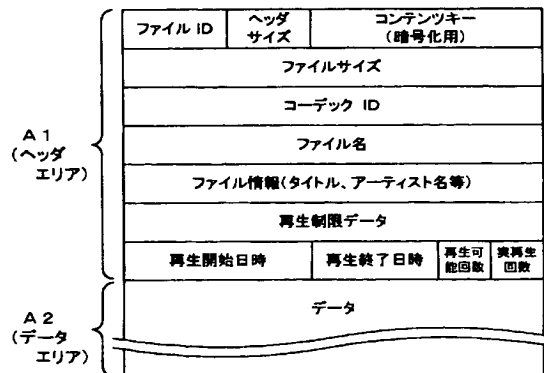 ファイル ID
ヘッダ
サイズ
コンテンツキー
(暗号化用)
ファイルサイズ
コーデック ID
ファイル名
ファイル情報(タイトル、アーティスト名等)
再生制限データ
再生開始日時
再生終了日時
再生可
能回数
実再生
回数
A1
(ヘッダ
エリア)
データ
A2
(データ
エリア)